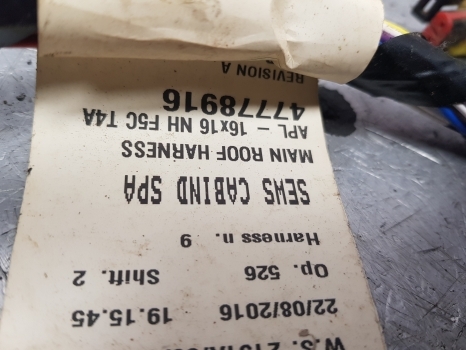 W.S.
22/08/2016 19.15.45
Op. 526 Shift. 2
Harness n. 9
SEWS CABIND SPA
MAIN ROOF HARNESS
APL - 16x16 NH F5C T4A
47778916
REVISION A